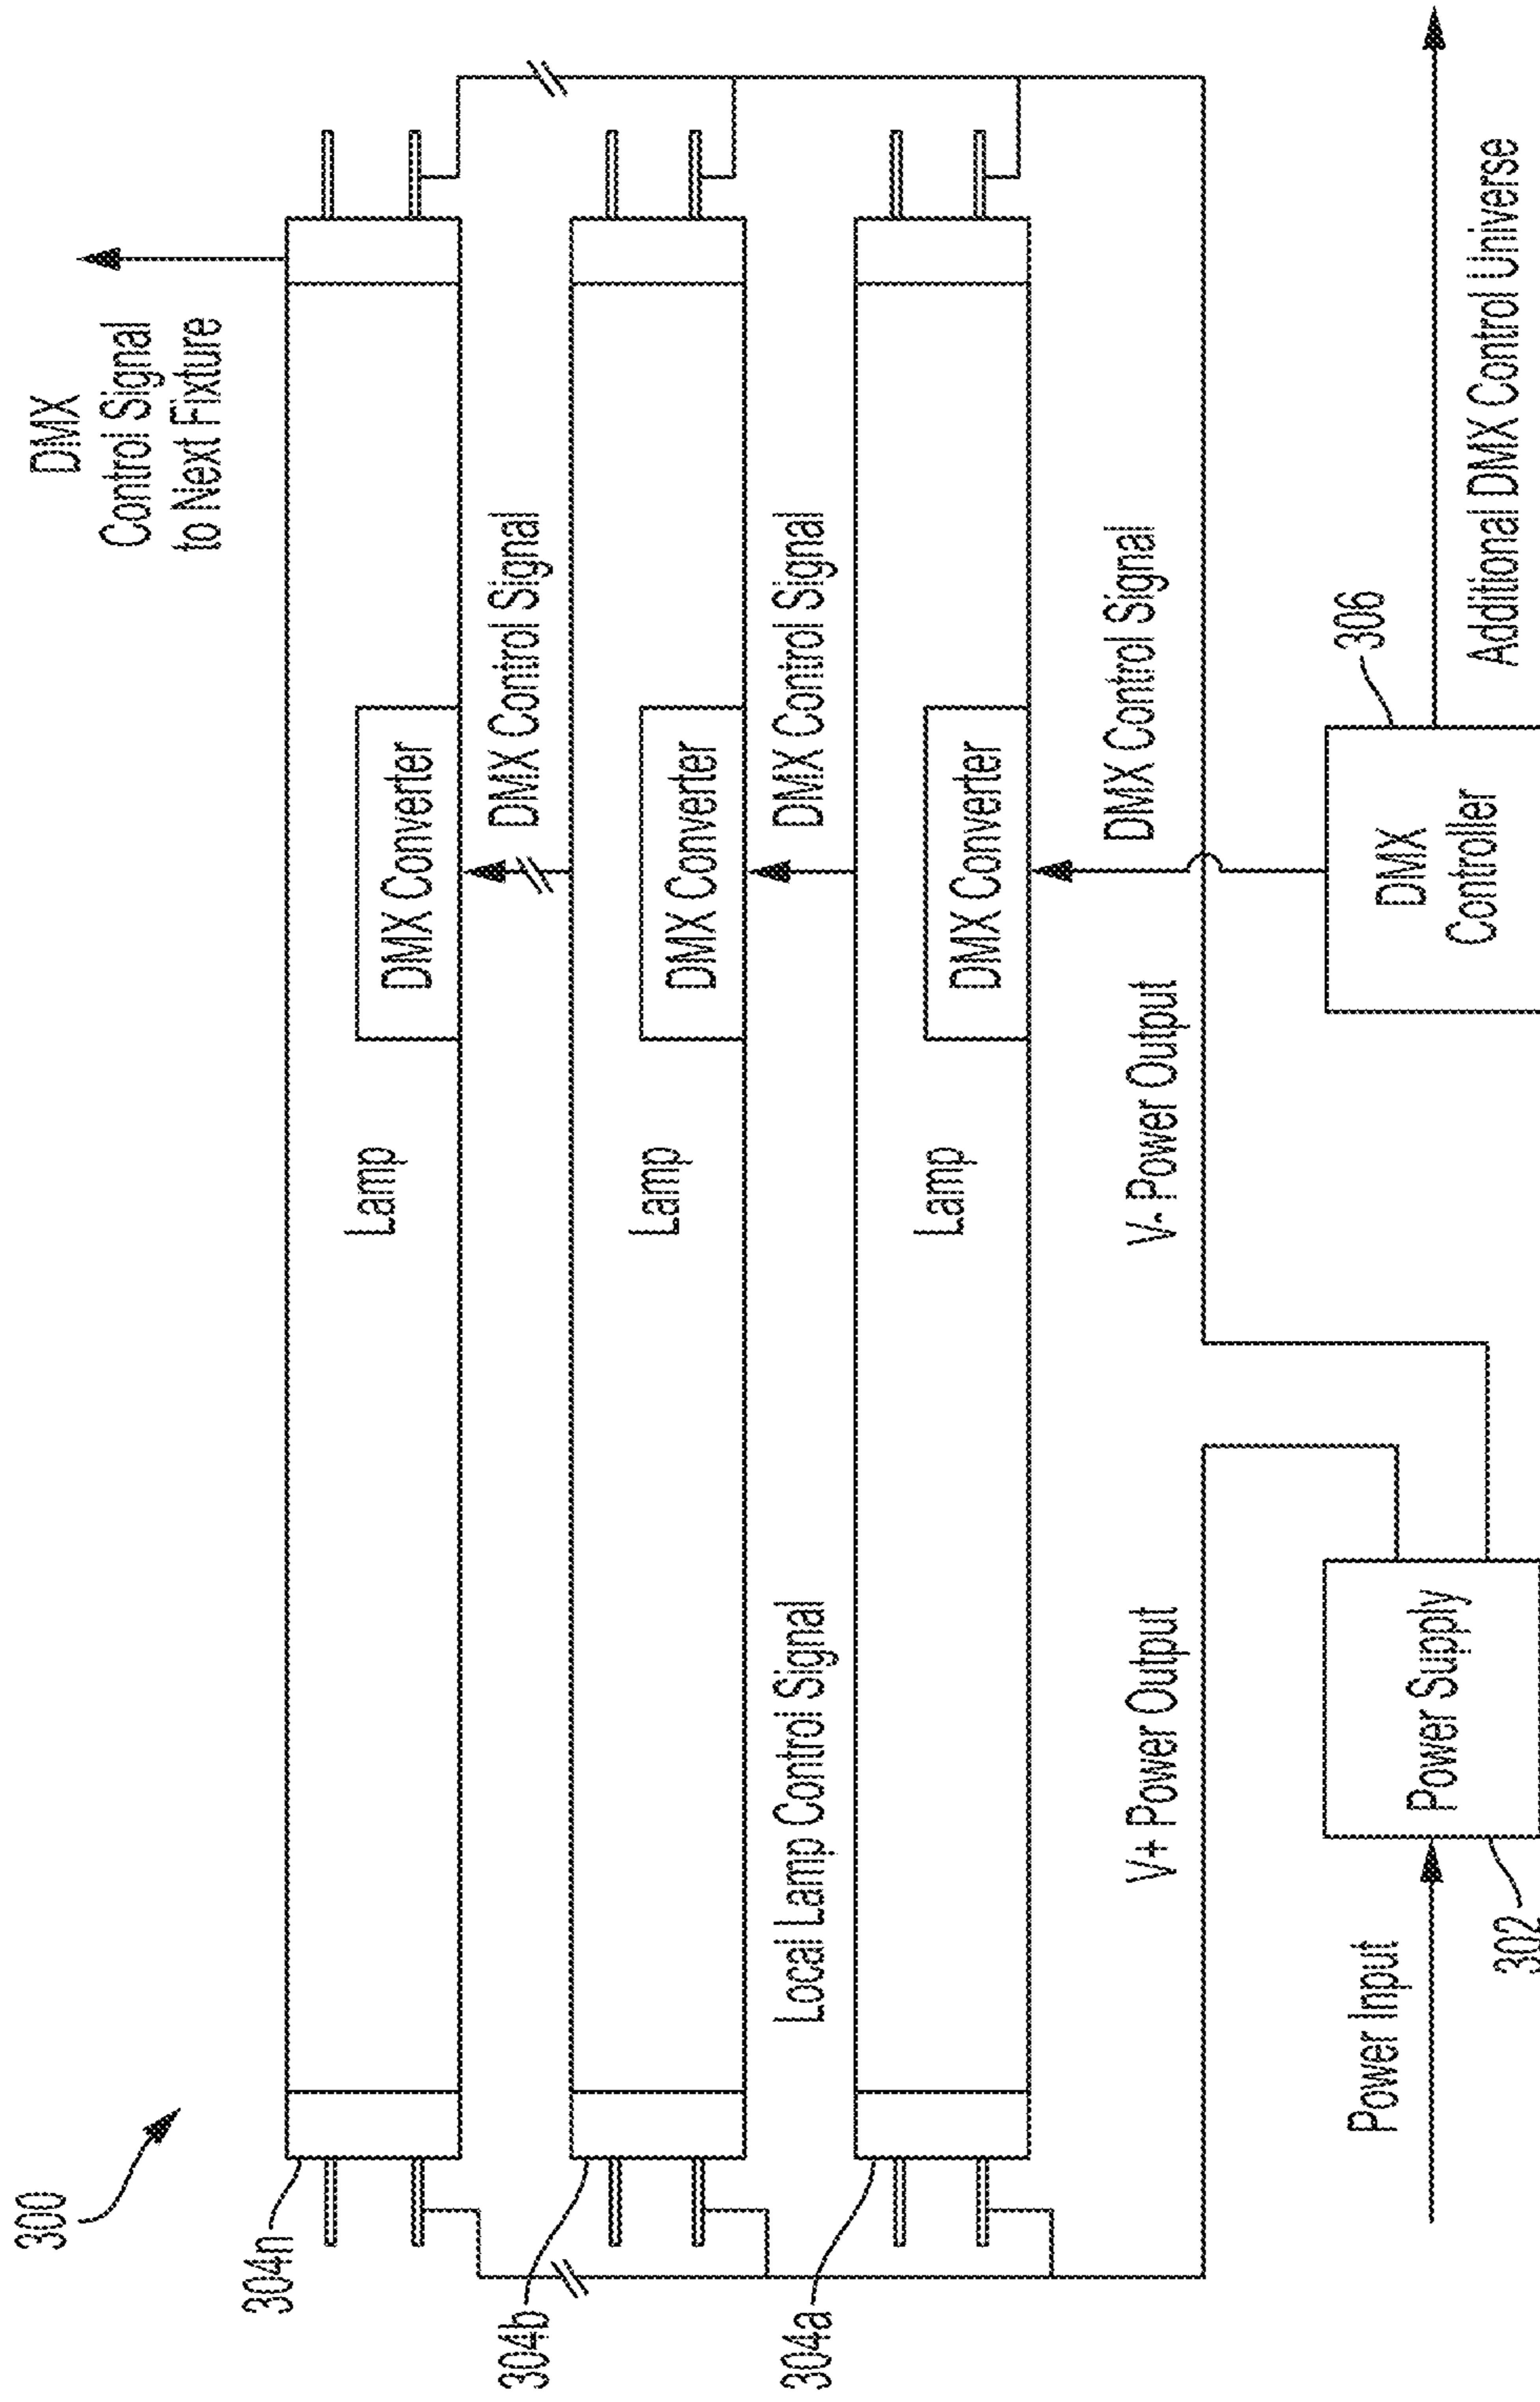 300
DMX
Control Signal
to Next Fixture
304n
Lamp
DMX Converter
DMX Control Signal
304b
Lamp
DMX Converter
Local Lamp Control Signal
DMX Control Signal
304a
Lamp
DMX Converter
DMX Control Signal
V+ Power Output
V- Power Output
Power Input
Power Supply
302
DMX
Controller
306
Additional DMX Control Universe